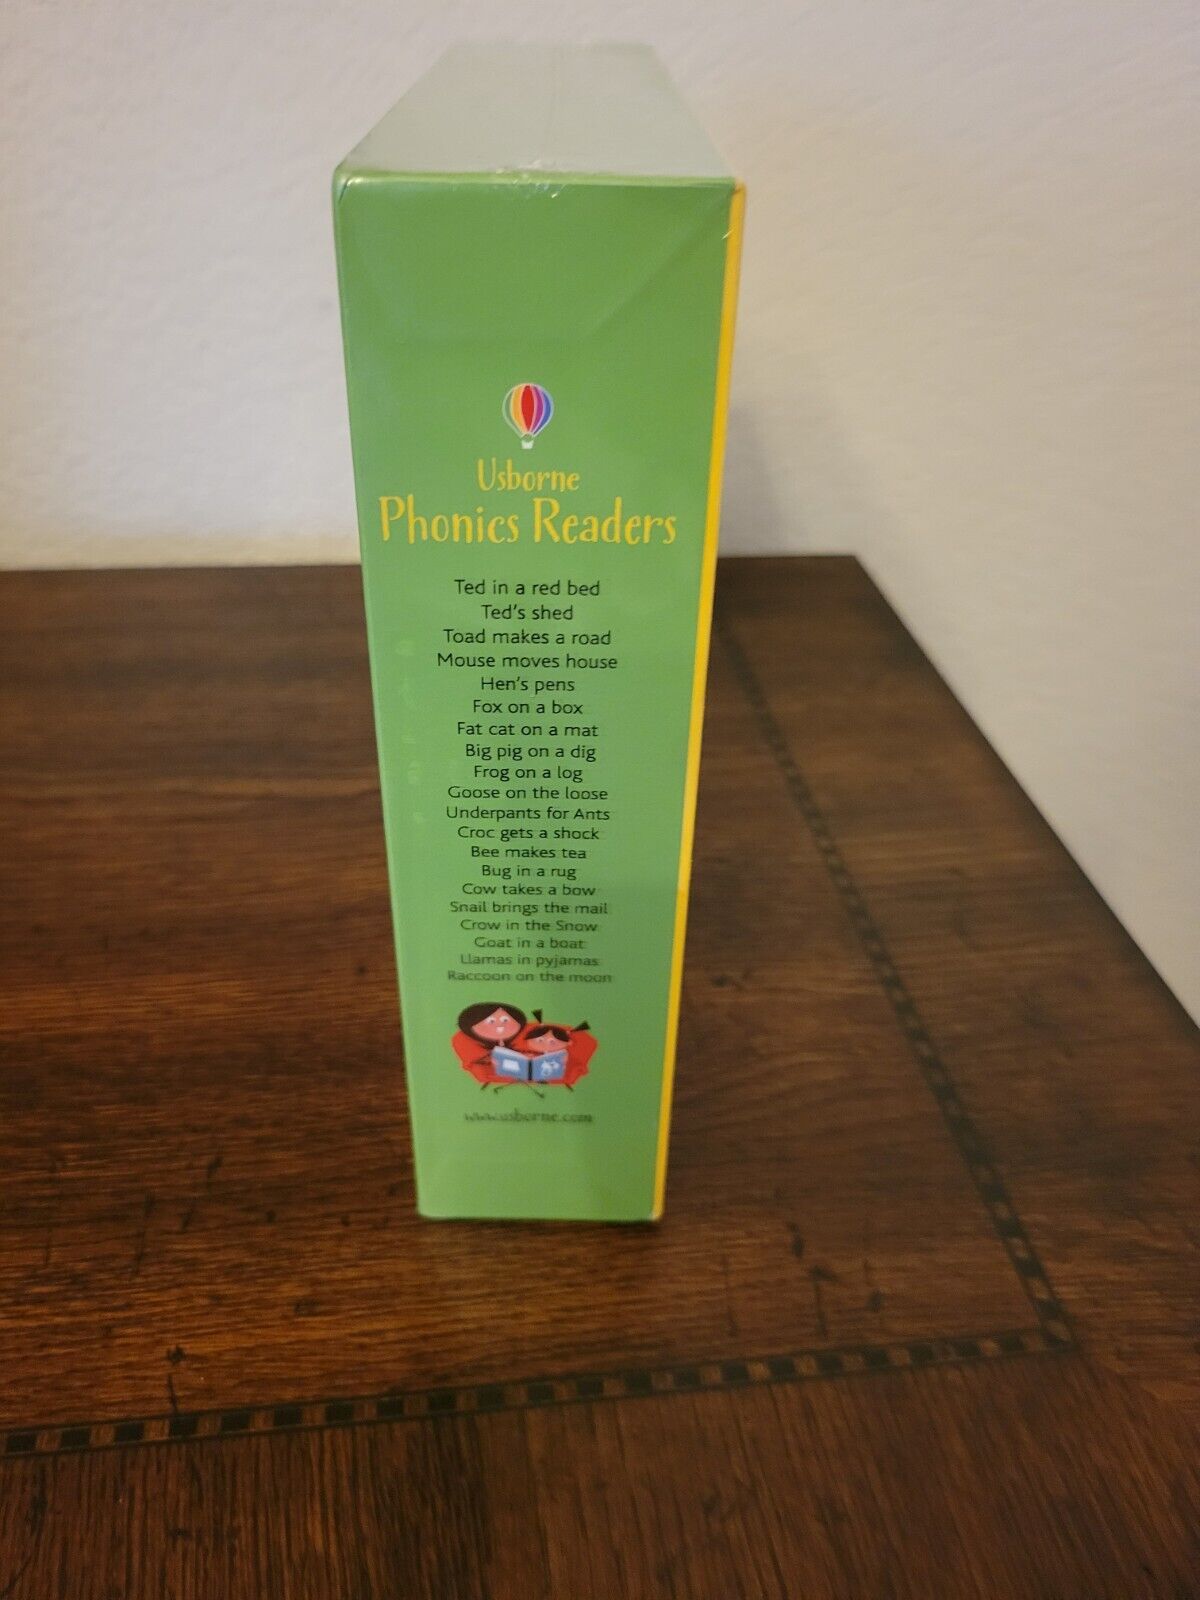 Usborne
Phonics Readers
Ted in a red bed
Ted's shed
Toad makes a road
Mouse moves house
Hen's pens
Fox on a box
Fat cat on a mat
Big pig on a dig
Frog on a log
Goose on the loose
Underpants for Ants
Croc gets a shock
Bee makes tea
Bug in a rug
Cow takes a bow
Snail brings the mail
Crow in the Snow
Goat in a boat
Llamas in pyjamas
Raccoon on the moon
www.usborne.com